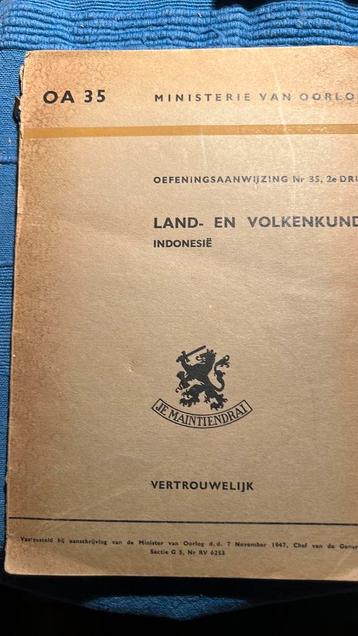 OA 35 MINISTERIE VAN OORLO
OEFENINGSAANWIJZING Nr 35, 2e DRU
LAND- EN VOLKENKUND
INDONESIË
JE MAINTIENDRAI
VERTROUWELIJK
Vastgesteld bij aanschrijving van de Minister van Oorlog d.d. 7 November 1947, Chef van de Gener
Sectie G 5, Nr RV 6253